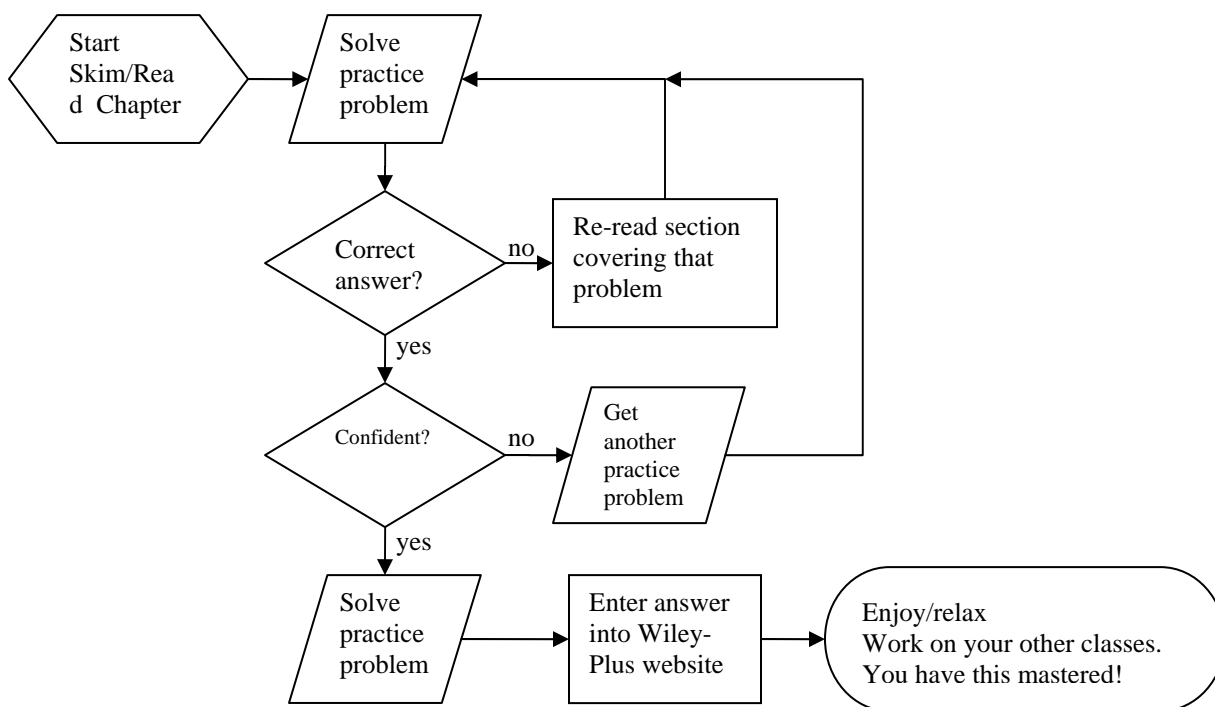 Start
Skim/Rea
d Chapter
Solve
practice
problem
Correct
answer?
no
Re-read section
covering that
problem
yes
Confident?
no
Get
another
practice
problem
yes
Solve
practice
problem
Enter answer
into Wiley-
Plus website
Enjoy/relax
Work on your other classes.
You have this mastered!